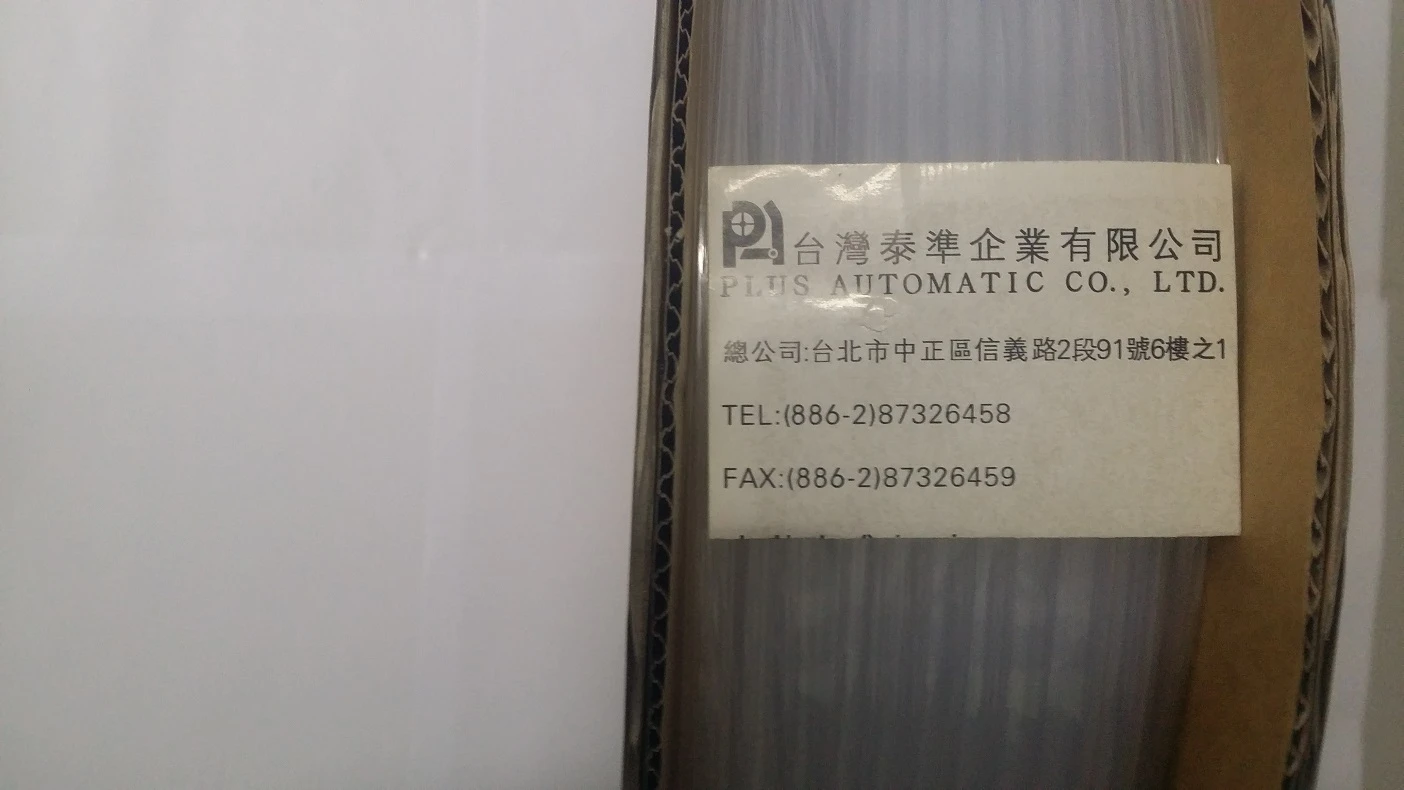 台灣泰準企業有限公司
PLUS AUTOMATIC CO., LTD.
總公司:台北市中正區信義路2段91號6樓之1
TEL:(886-2)87326458
FAX:(886-2)87326459